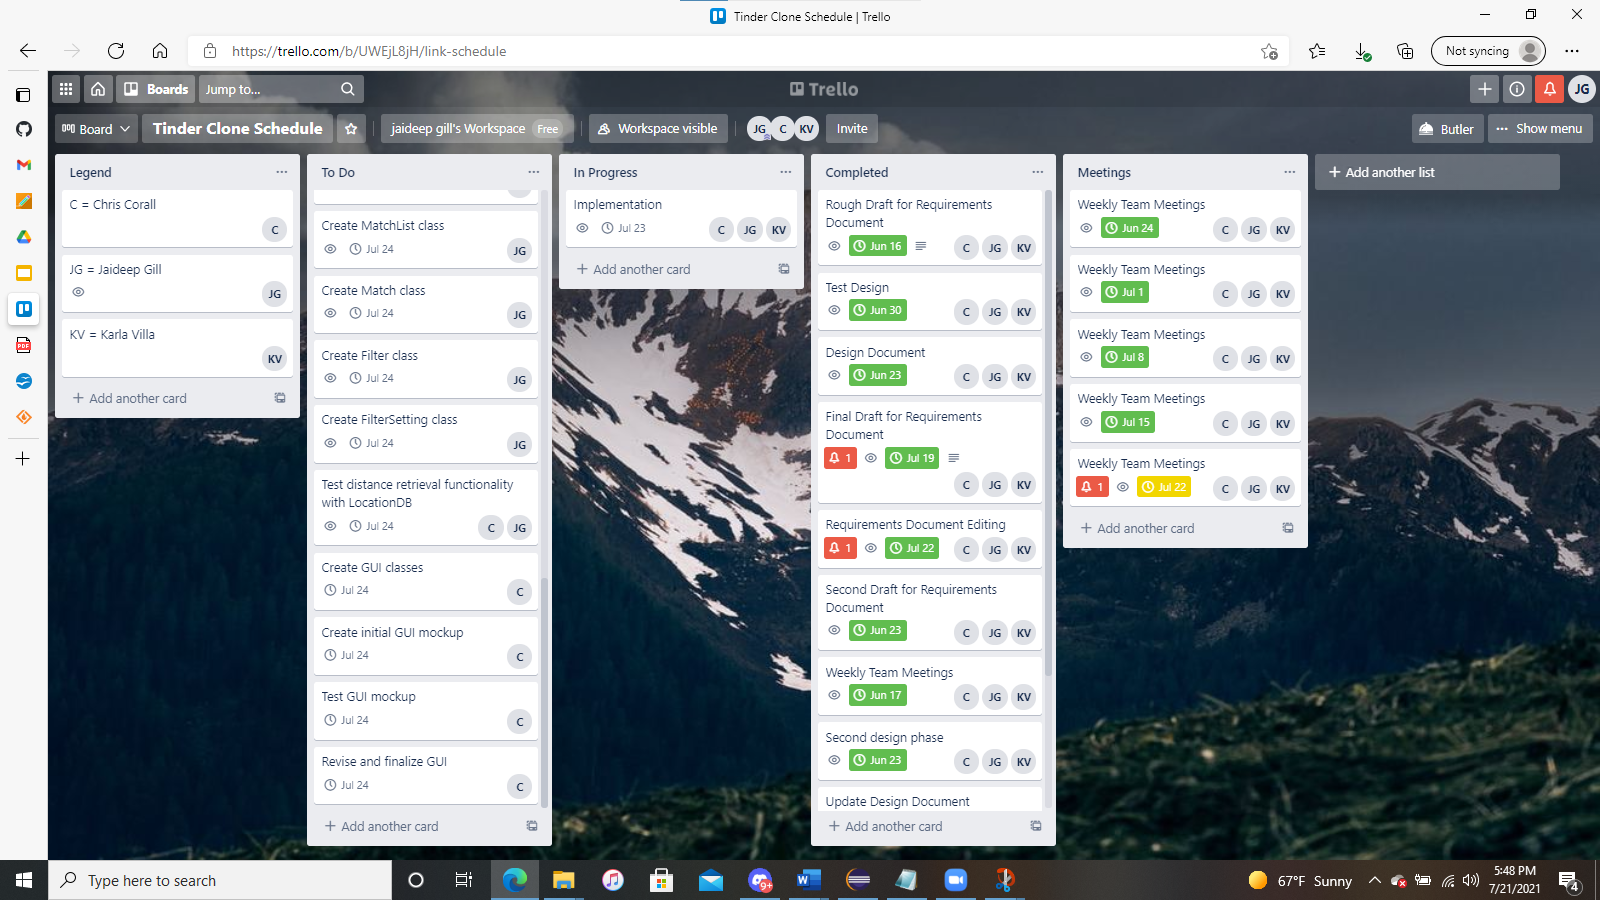 Tinder Clone Schedule | Trello
https://trello.com/b/UWEjL8jH/link-schedule
Not syncing
Boards
Jump to...
Trello
JG
Board
Tinder Clone Schedule
jaideep gill's Workspace Free
Workspace visible
JG C KV
Invite
Butler
Show menu
Legend
C = Chris Corall
C
JG = Jaideep Gill
JG
KV = Karla Villa
KV
+ Add another card
To Do
Create MatchList class
Jul 24
JG
Create Match class
Jul 24
JG
Create Filter class
Jul 24
JG
Create FilterSetting class
Jul 24
JG
Test distance retrieval functionality
with LocationDB
Jul 24
C JG
Create GUI classes
Jul 24
C
Create initial GUI mockup
Jul 24
C
Test GUI mockup
Jul 24
C
Revise and finalize GUI
Jul 24
C
+ Add another card
In Progress
Implementation
Jul 23
C JG KV
+ Add another card
Completed
Rough Draft for Requirements
Document
Jun 16
C JG KV
Test Design
Jun 30
C JG KV
Design Document
Jun 23
C JG KV
Final Draft for Requirements
Document
1 Jul 19
C JG KV
Requirements Document Editing
1 Jul 22
C JG KV
Second Draft for Requirements
Document
Jun 23
C JG KV
Weekly Team Meetings
Jun 17
C JG KV
Second design phase
Jun 23
C JG KV
Update Design Document
+ Add another card
Meetings
Weekly Team Meetings
Jun 24
C JG KV
Weekly Team Meetings
Jul 1
C JG KV
Weekly Team Meetings
Jul 8
C JG KV
Weekly Team Meetings
Jul 15
C JG KV
Weekly Team Meetings
1 Jul 22
C JG KV
+ Add another card
+ Add another list
PDF
Type here to search
9+
67°F Sunny
5:48 PM
7/21/2021
4